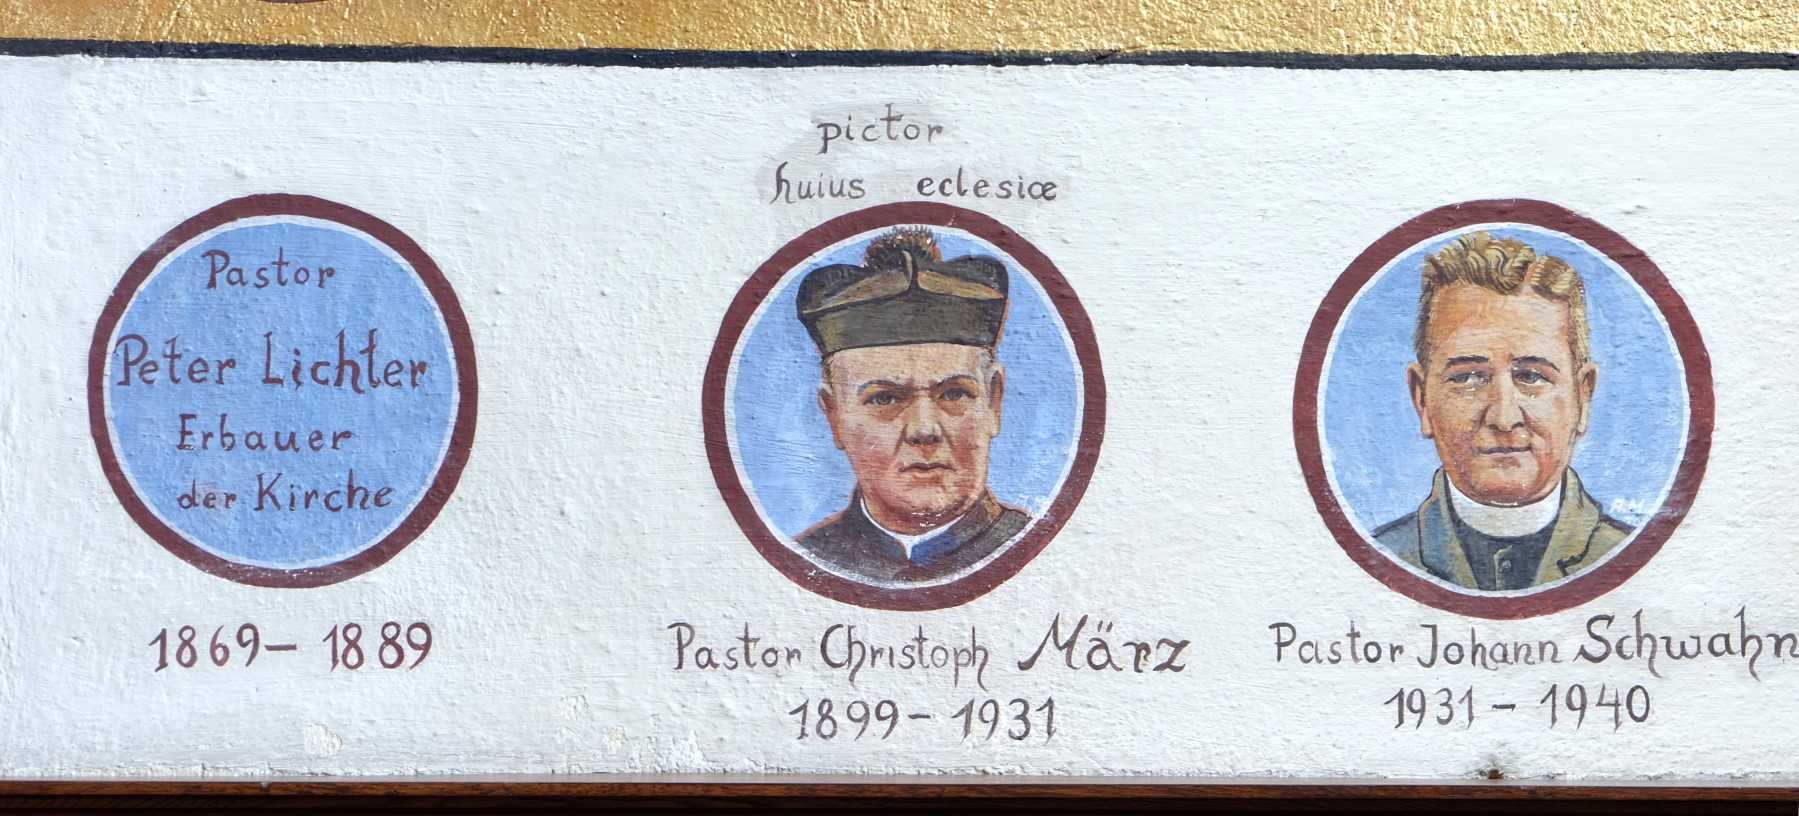 Pastor
Peter Lichter
Erbauer
der Kirche
1869 – 1889
pictor
huius eclesiæ
Pastor Christoph März
1899 – 1931
R.M
Pastor Johann Schwahn
1931 – 1940